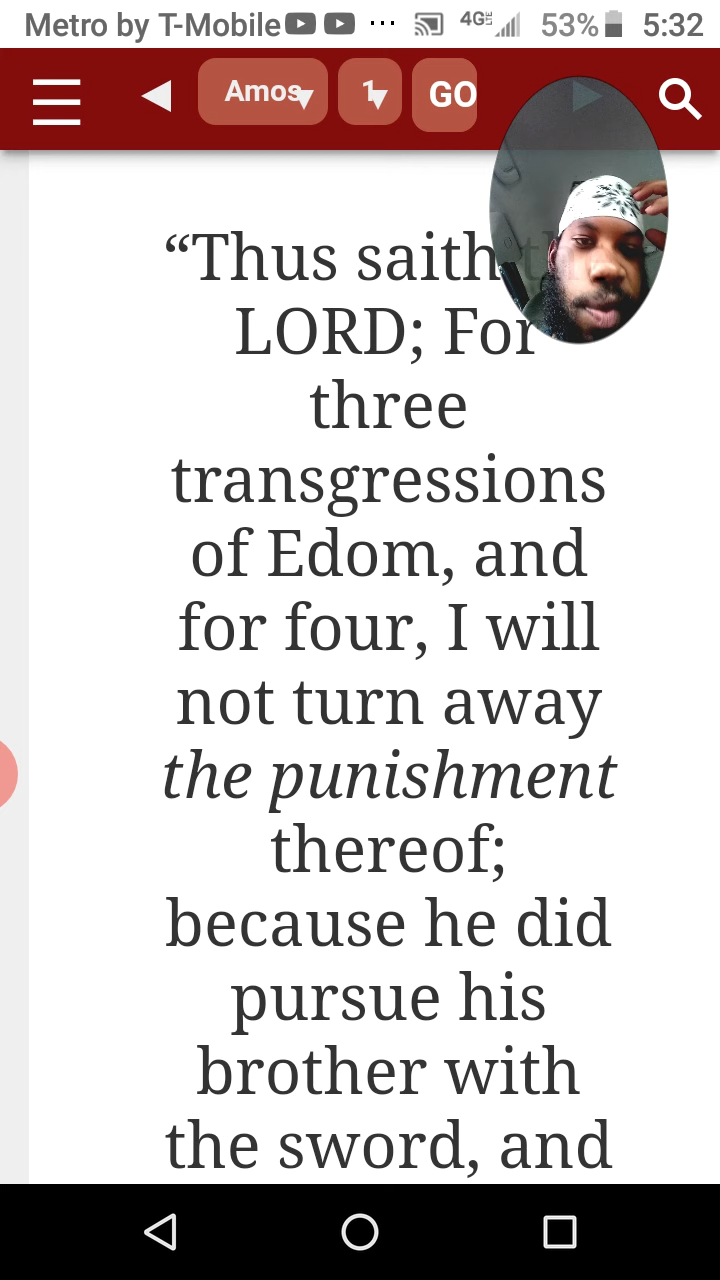 Metro by T-Mobile ... 4G LTE 53% 5:32
Amos 1 GO
“Thus saith
LORD; For
three
transgressions
of Edom, and
for four, I will
not turn away
the punishment
thereof;
because he did
pursue his
brother with
the sword, and